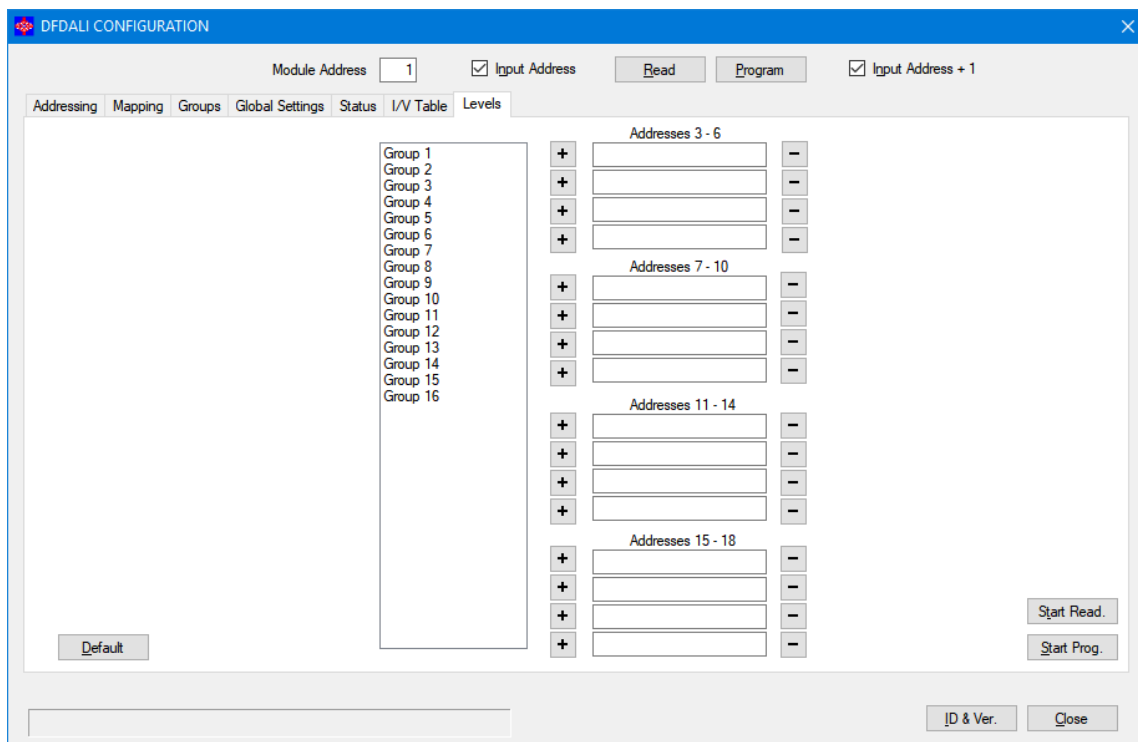 DFDALI CONFIGURATION
Module Address 1 Input Address Read Program Input Address + 1
Addressing Mapping Groups Global Settings Status I/V Table Levels
Addresses 3 - 6
Group 1
Group 2
Group 3
Group 4
Group 5
Group 6
Group 7
Group 8
Group 9
Group 10
Group 11
Group 12
Group 13
Group 14
Group 15
Group 16
Addresses 7 - 10
Addresses 11 - 14
Addresses 15 - 18
Start Read.
Default
Start Prog.
ID & Ver. Close